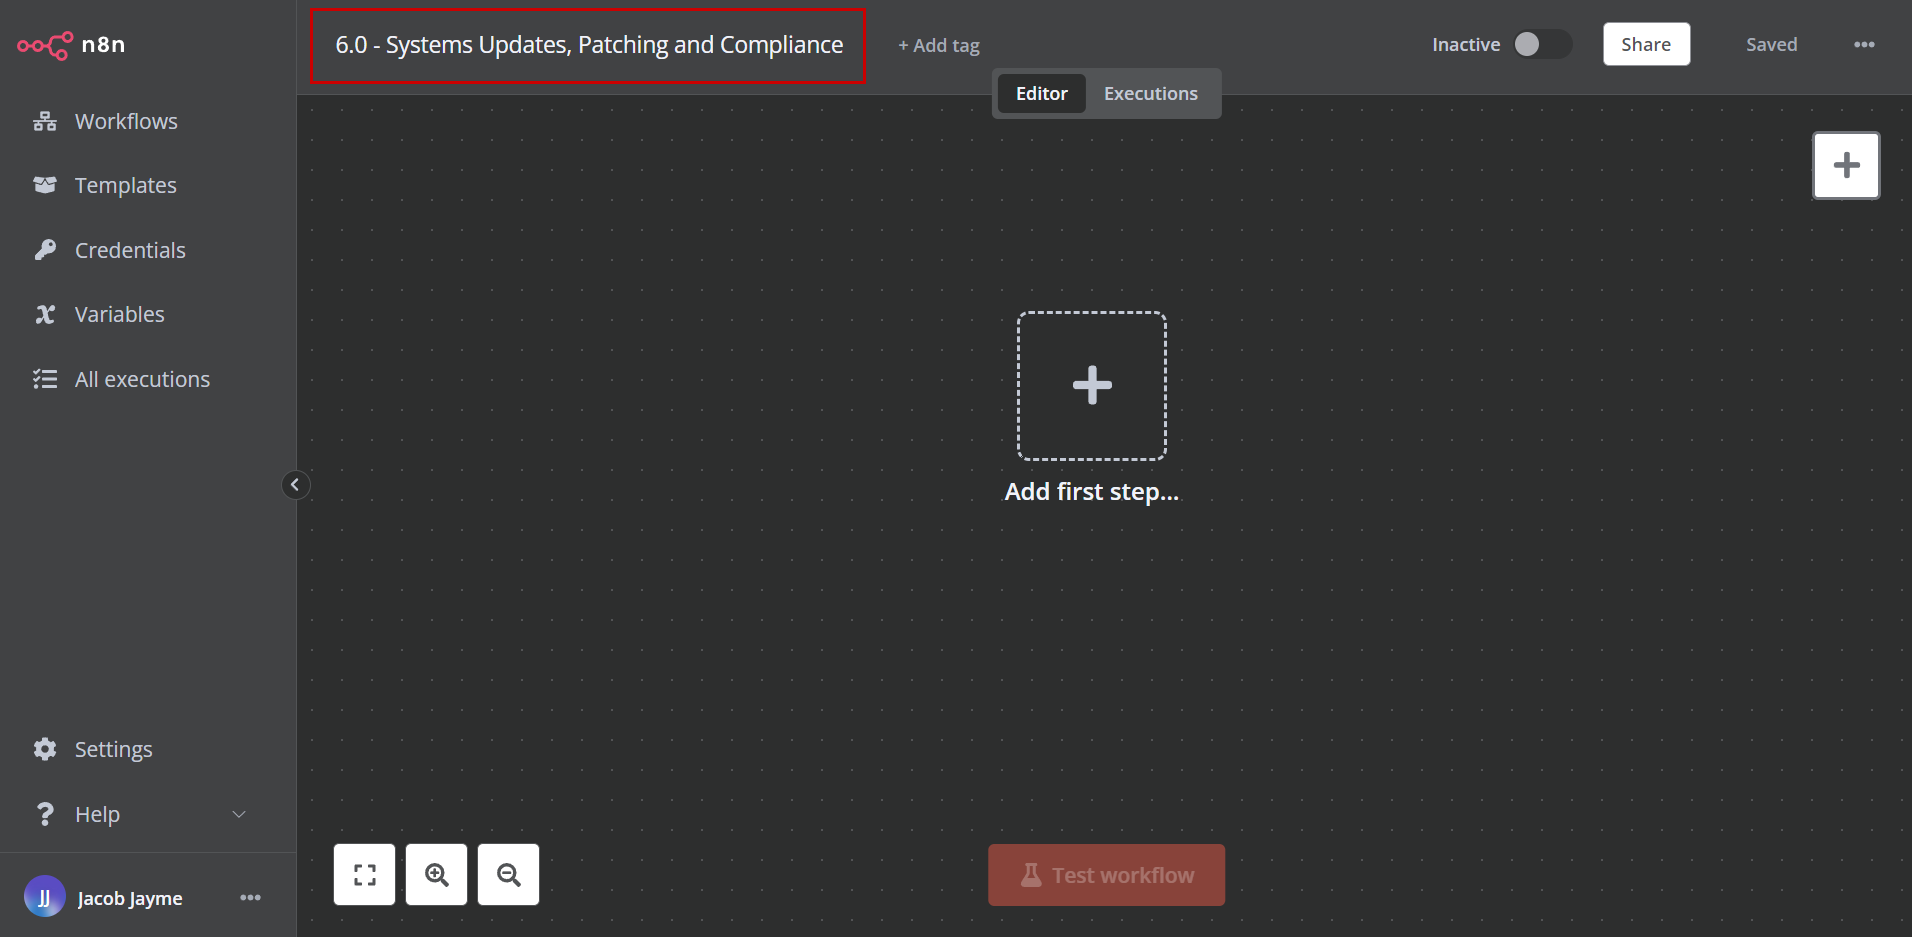 n8n
6.0 - Systems Updates, Patching and Compliance
+ Add tag
Inactive
Share
Saved
Editor
Executions
Workflows
Templates
Credentials
Variables
All executions
Add first step...
Settings
Help
Test workflow
JJ
Jacob Jayme